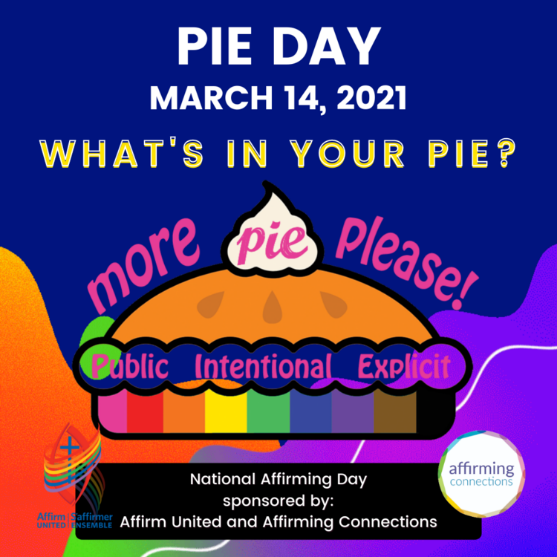 PIE DAY
MARCH 14, 2021
WHAT'S IN YOUR PIE?
more pie Please!
Public Intentional Explicit
National Affirming Day
sponsored by:
Affirm United and Affirming Connections
Affirm S'affirmer
UNITED ENSEMBLE
affirming
connections